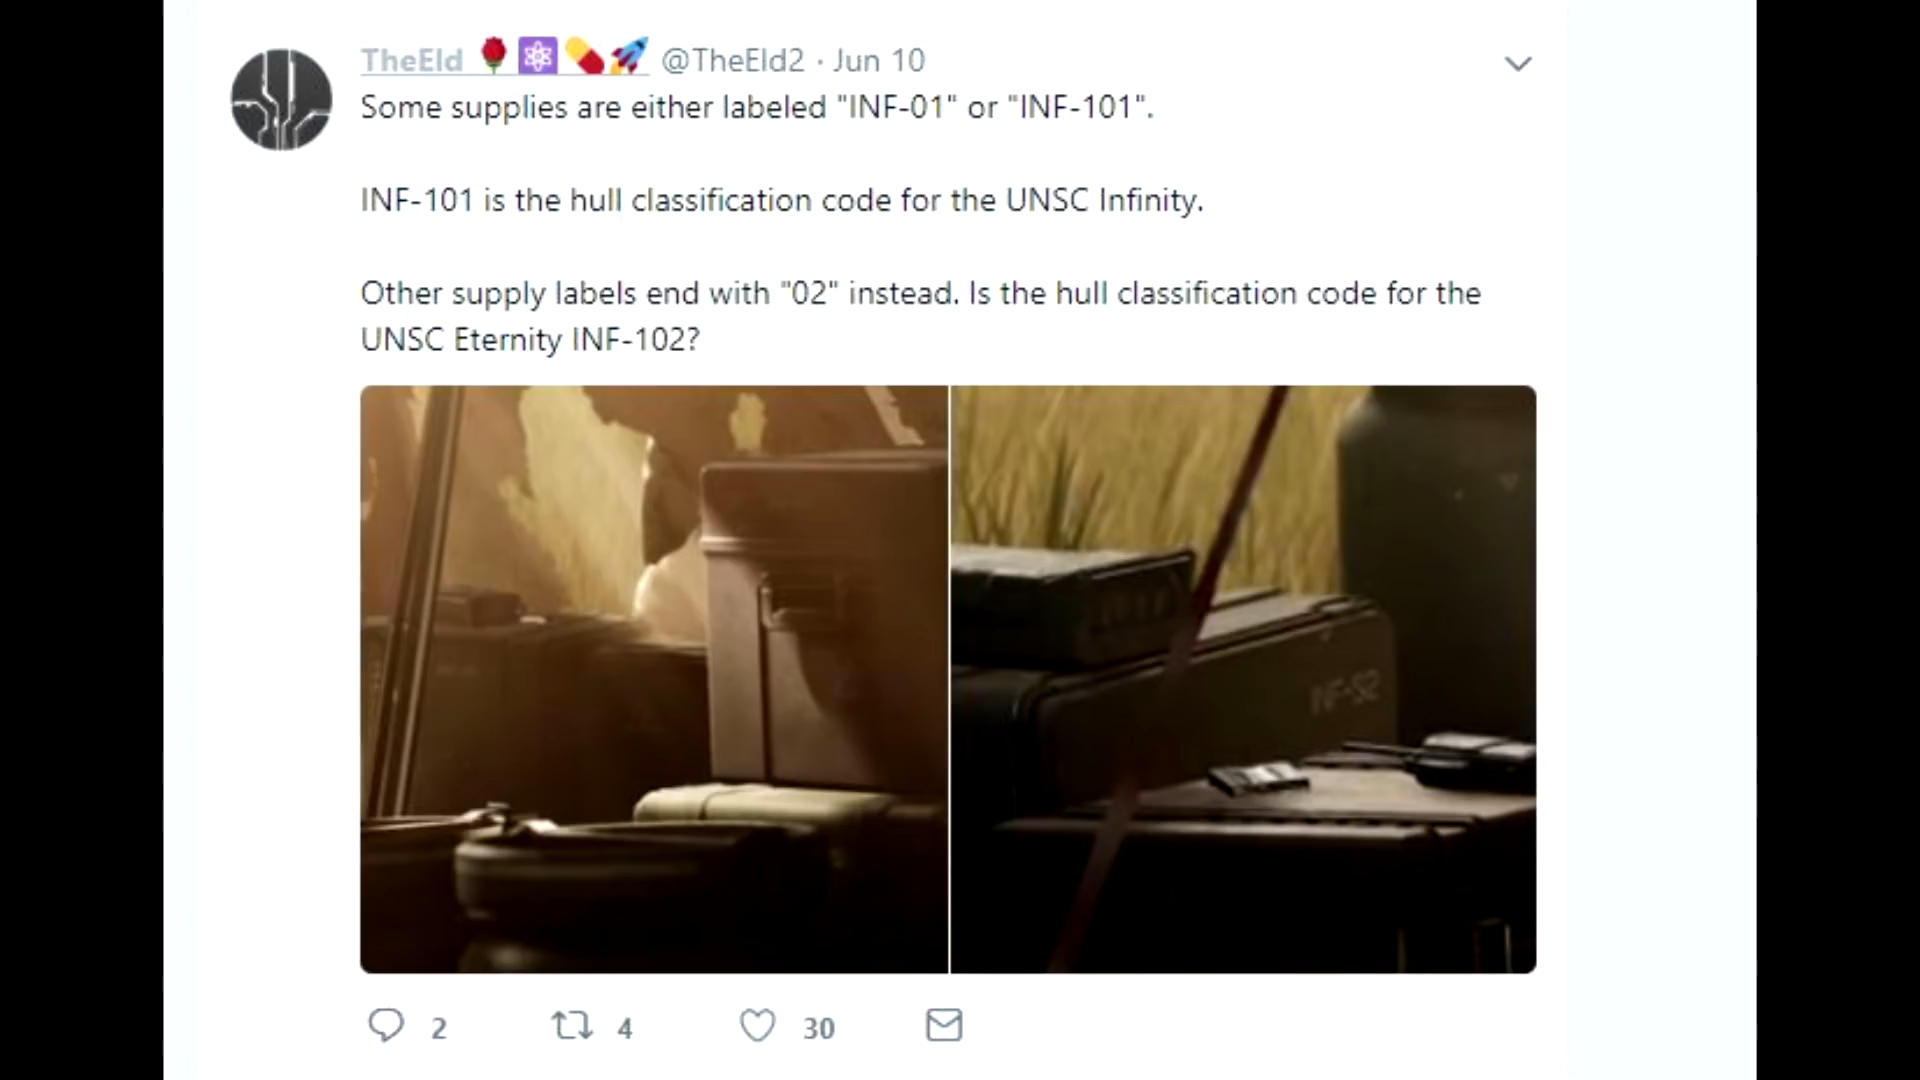 TheEld 🌹⚛💊🚀 @TheEld2 · Jun 10
Some supplies are either labeled "INF-01" or "INF-101".
INF-101 is the hull classification code for the UNSC Infinity.
Other supply labels end with "02" instead. Is the hull classification code for the
UNSC Eternity INF-102?
2 4 30